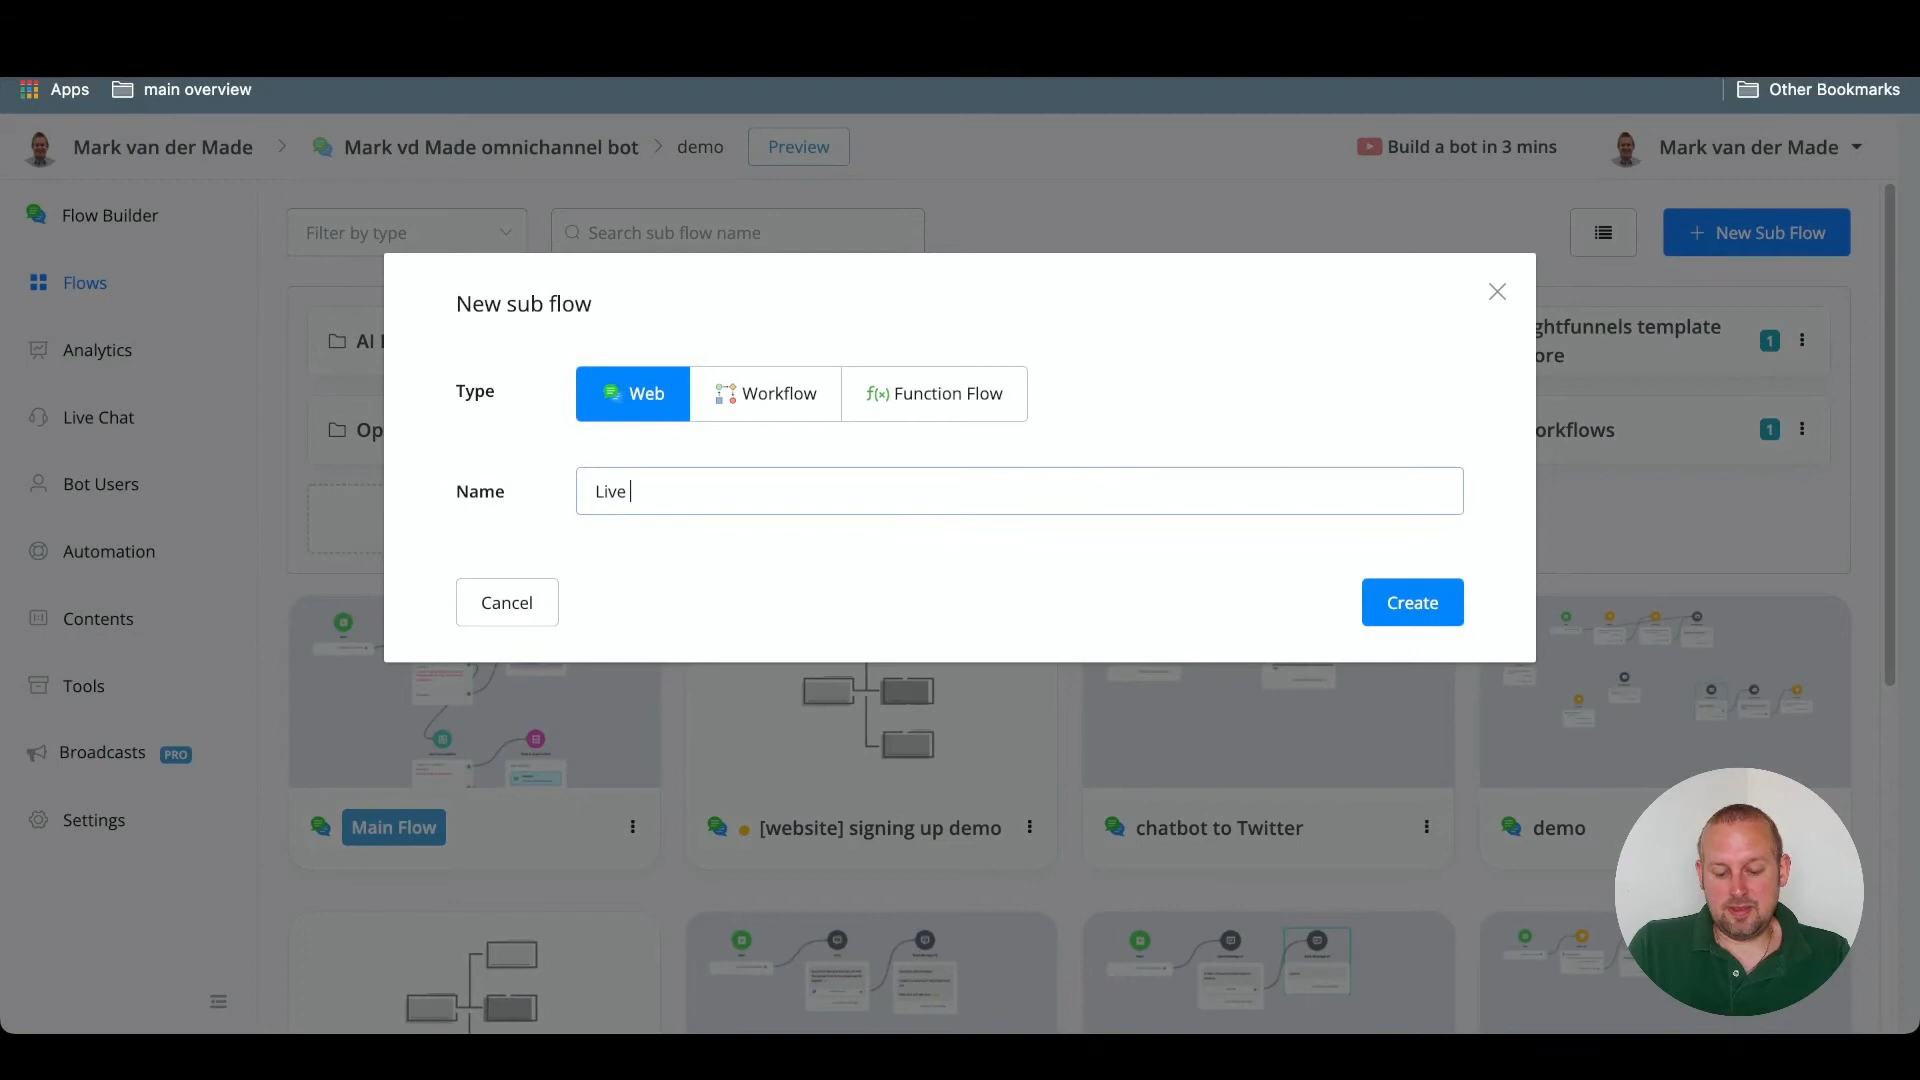 Apps
main overview
Other Bookmarks
Mark van der Made
Mark vd Made omnichannel bot
demo
Preview
Build a bot in 3 mins
Mark van der Made
Flow Builder
Flows
Analytics
Live Chat
Bot Users
Automation
Contents
Tools
Broadcasts PRO
Settings
Filter by type
Search sub flow name
+ New Sub Flow
AI
ghtfunnels template
ore
1
Op
orkflows
1
New sub flow
Type
Web
Workflow
f(x) Function Flow
Name
Live
Cancel
Create
Main Flow
[website] signing up demo
chatbot to Twitter
demo